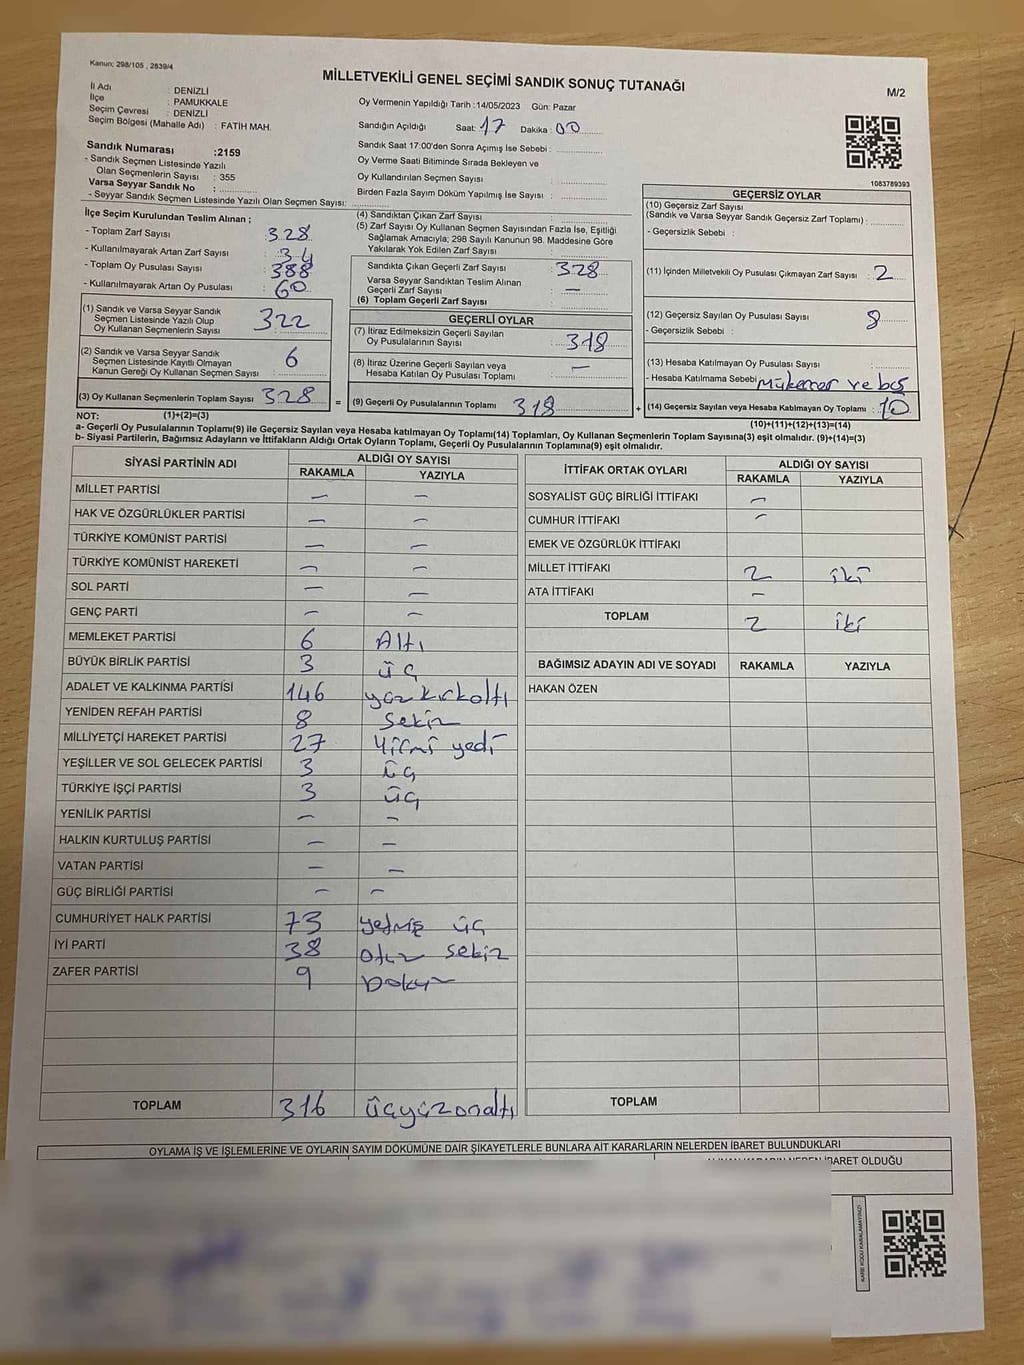 Kanun: 298/105 , 2839/4
MİLLETVEKİLİ GENEL SEÇİMİ SANDIK SONUÇ TUTANAĞI
M/2
İl Adı : DENİZLİ
İlçe : PAMUKKALE
Seçim Çevresi : DENİZLİ
Seçim Bölgesi (Mahalle Adı) : FATİH MAH.
Sandık Numarası :2159
- Sandık Seçmen Listesinde Yazılı
Olan Seçmenlerin Sayısı : 355
Varsa Seyyar Sandık No :
- Seyyar Sandık Seçmen Listesinde Yazılı Olan Seçmen Sayısı:
Oy Vermenin Yapıldığı Tarih :14/05/2023 Gün: Pazar
Sandığın Açıldığı Saat: 17 Dakika : 00
Sandık Saat 17:00'den Sonra Açımış İse Sebebi :
Oy Verme Saati Bitiminde Sırada Bekleyen ve
Oy Kullandırılan Seçmen Sayısı :
Birden Fazla Sayım Döküm Yapılmış İse Sayısı :
1083789393
İlçe Seçim Kurulundan Teslim Alınan ;
- Toplam Zarf Sayısı : 328
- Kullanılmayarak Artan Zarf Sayısı : 34
- Toplam Oy Pusulası Sayısı : 388
- Kullanılmayarak Artan Oy Pusulası : 60
(1) Sandık ve Varsa Seyyar Sandık
Seçmen Listesinde Yazılı Olup
Oy Kullanan Seçmenlerin Sayısı : 322
(2) Sandık ve Varsa Seyyar Sandık
Seçmen Listesinde Kayıtlı Olmayan
Kanun Gereği Oy Kullanan Seçmen Sayısı : 6
(3) Oy Kullanan Seçmenlerin Toplam Sayısı : 328
(4) Sandıktan Çıkan Zarf Sayısı :
(5) Zarf Sayısı Oy Kullanan Seçmen Sayısından Fazla İse, Eşitliği
Sağlamak Amacıyla; 298 Sayılı Kanunun 98. Maddesine Göre
Yakılarak Yok Edilen Zarf Sayısı :
Sandıkta Çıkan Geçerli Zarf Sayısı : 328
Varsa Seyyar Sandıktan Teslim Alınan
Geçerli Zarf Sayısı : —
(6) Toplam Geçerli Zarf Sayısı :
GEÇERLİ OYLAR
(7) İtiraz Edilmeksizin Geçerli Sayılan
Oy Pusulalarının Sayısı : 318
(8) İtiraz Üzerine Geçerli Sayılan veya
Hesaba Katılan Oy Pusulası Toplamı : —
= (9) Geçerli Oy Pusulalarının Toplamı : 318
GEÇERSİZ OYLAR
(10) Geçersiz Zarf Sayısı
(Sandık ve Varsa Seyyar Sandık Geçersiz Zarf Toplamı) :
- Geçersizlik Sebebi :
(11) İçinden Milletvekili Oy Pusulası Çıkmayan Zarf Sayısı : 2
(12) Geçersiz Sayılan Oy Pusulası Sayısı : 8
- Geçersizlik Sebebi :
(13) Hesaba Katılmayan Oy Pusulası Sayısı :
- Hesaba Katılmama Sebebi : Mükerrer ve boş
+ (14) Geçersiz Sayılan veya Hesaba Katılmayan Oy Toplamı : 10
NOT: (1)+(2)=(3)
(10)+(11)+(12)+(13)=(14)
a- Geçerli Oy Pusulalarının Toplamı(9) ile Geçersiz Sayılan veya Hesaba katılmayan Oy Toplamı(14) Toplamları, Oy Kullanan Seçmenlerin Toplam Sayısına(3) eşit olmalıdır. (9)+(14)=(3)
b- Siyasi Partilerin, Bağımsız Adayların ve İttifakların Aldığı Ortak Oyların Toplamı, Geçerli Oy Pusulalarının Toplamına(9) eşit olmalıdır.
SİYASİ PARTİNİN ADI
ALDIĞI OY SAYISI
RAKAMLA YAZIYLA
MİLLET PARTİSİ — —
HAK VE ÖZGÜRLÜKLER PARTİSİ — —
TÜRKİYE KOMÜNİST PARTİSİ — —
TÜRKİYE KOMÜNİST HAREKETİ — —
SOL PARTİ — —
GENÇ PARTİ — —
MEMLEKET PARTİSİ 6 Altı
BÜYÜK BİRLİK PARTİSİ 3 üç
ADALET VE KALKINMA PARTİSİ 146 yüzkırkaltı
YENİDEN REFAH PARTİSİ 8 sekiz
MİLLİYETÇİ HAREKET PARTİSİ 27 Yirmi yedi
YEŞİLLER VE SOL GELECEK PARTİSİ 3 üç
TÜRKİYE İŞÇİ PARTİSİ 3 üç
YENİLİK PARTİSİ — —
HALKIN KURTULUŞ PARTİSİ — —
VATAN PARTİSİ — —
GÜÇ BİRLİĞİ PARTİSİ — —
CUMHURİYET HALK PARTİSİ 73 yetmiş üç
İYİ PARTİ 38 otuz sekiz
ZAFER PARTİSİ 9 Dokuz
TOPLAM 316 üçyüzonaltı
İTTİFAK ORTAK OYLARI
ALDIĞI OY SAYISI
RAKAMLA YAZIYLA
SOSYALİST GÜÇ BİRLİĞİ İTTİFAKI —
CUMHUR İTTİFAKI —
EMEK VE ÖZGÜRLÜK İTTİFAKI
MİLLET İTTİFAKI 2 iki
ATA İTTİFAKI —
TOPLAM 2 iki
BAĞIMSIZ ADAYIN ADI VE SOYADI RAKAMLA YAZIYLA
HAKAN ÖZEN
TOPLAM
OYLAMA İŞ VE İŞLEMLERİNE VE OYLARIN SAYIM DÖKÜMÜNE DAİR ŞİKAYETLERLE BUNLARA AİT KARARLARIN NELERDEN İBARET BULUNDUKLARI
İBARET OLDUĞU
KARE KODU KARALAMAYINIZ!